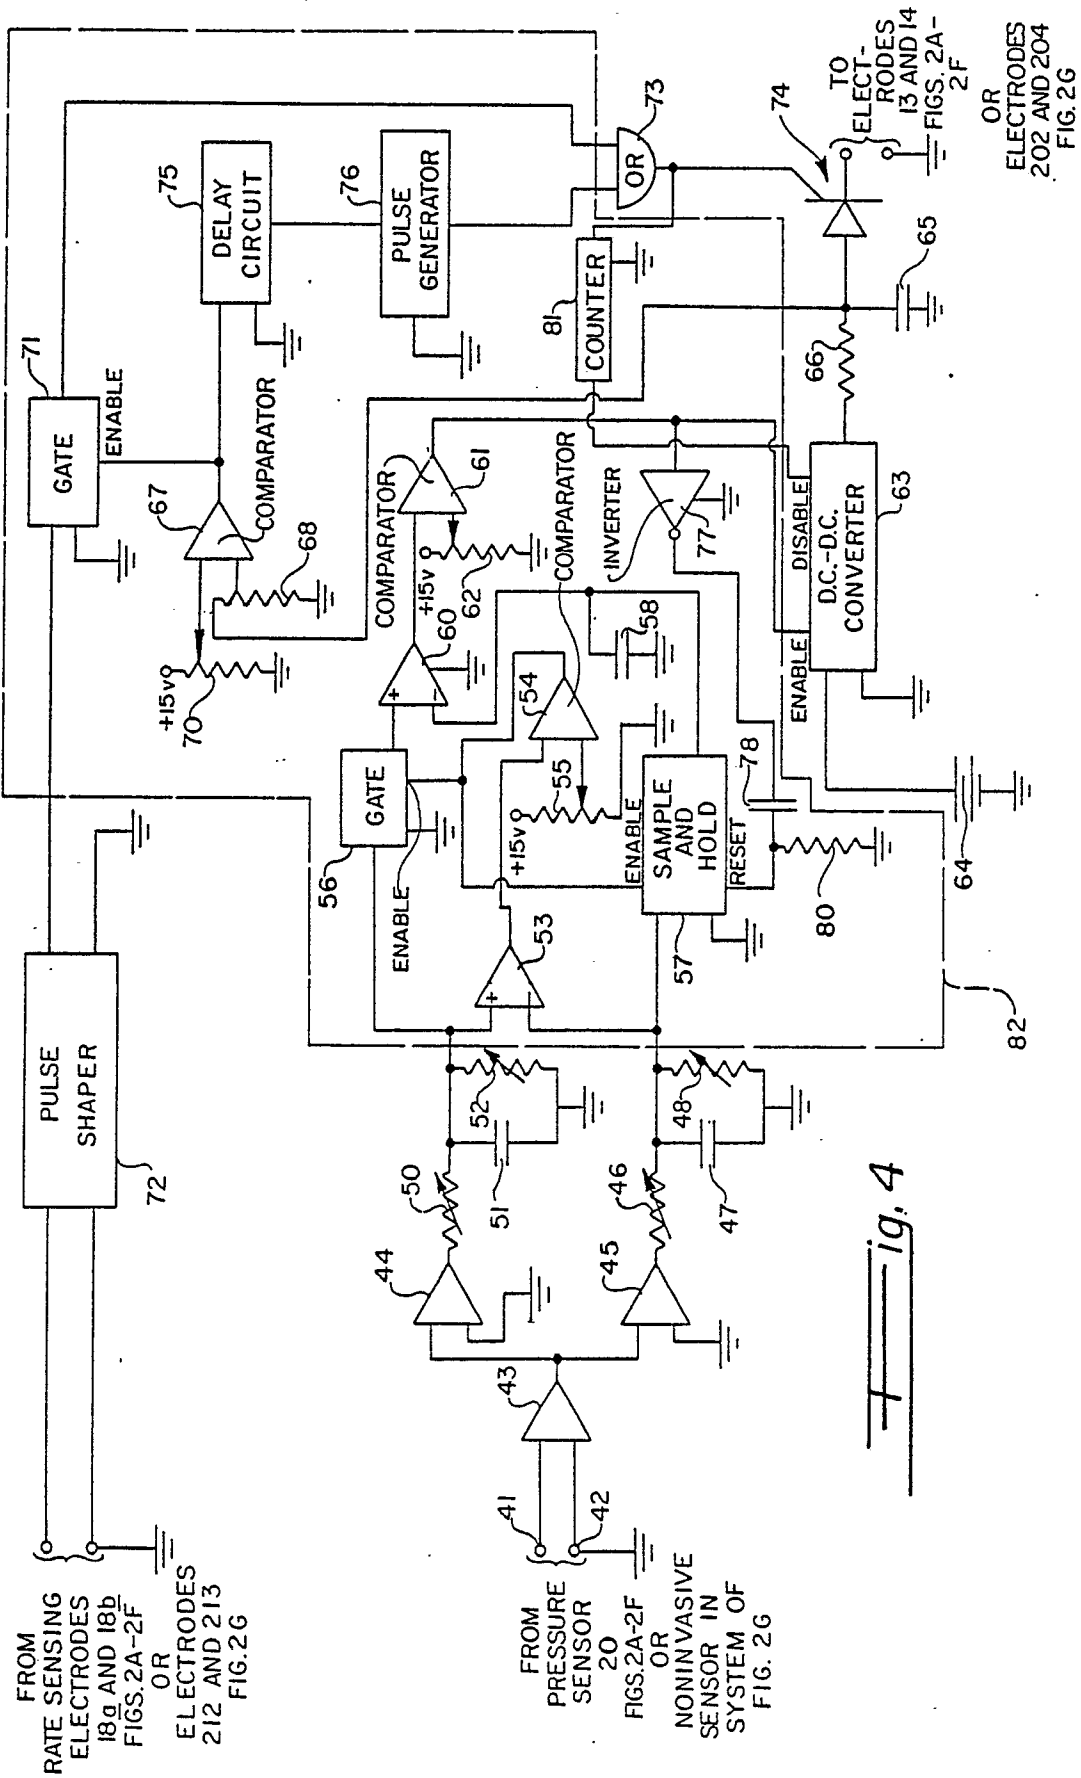 FROM
RATE SENSING
ELECTRODES
18a AND 18b
FIGS. 2A-2F
OR
ELECTRODES
212 AND 213
FIG. 2G
PULSE
SHAPER
72
GATE
71
ENABLE
67
COMPARATOR
68
+15v
70
DELAY
CIRCUIT
75
PULSE
GENERATOR
76
OR
73
74
TO
ELECT-
RODES
13 AND 14
FIGS. 2A-
2F
OR
ELECTRODES
202 AND 204
FIG. 2G
COUNTER
81
65
66
COMPARATOR
61
+15v
62
60
+
-
GATE
56
ENABLE
54
COMPARATOR
+15v
55
58
INVERTER
77
ENABLE
DISABLE
D.C.-D.C.
CONVERTER
63
64
SAMPLE
AND
HOLD
ENABLE
RESET
57
78
80
82
53
+
-
52
51
50
44
48
47
46
45
43
41
42
FROM
PRESSURE
SENSOR
20
FIGS. 2A-2F
OR
NONINVASIVE
SENSOR IN
SYSTEM OF
FIG. 2G
Fig. 4